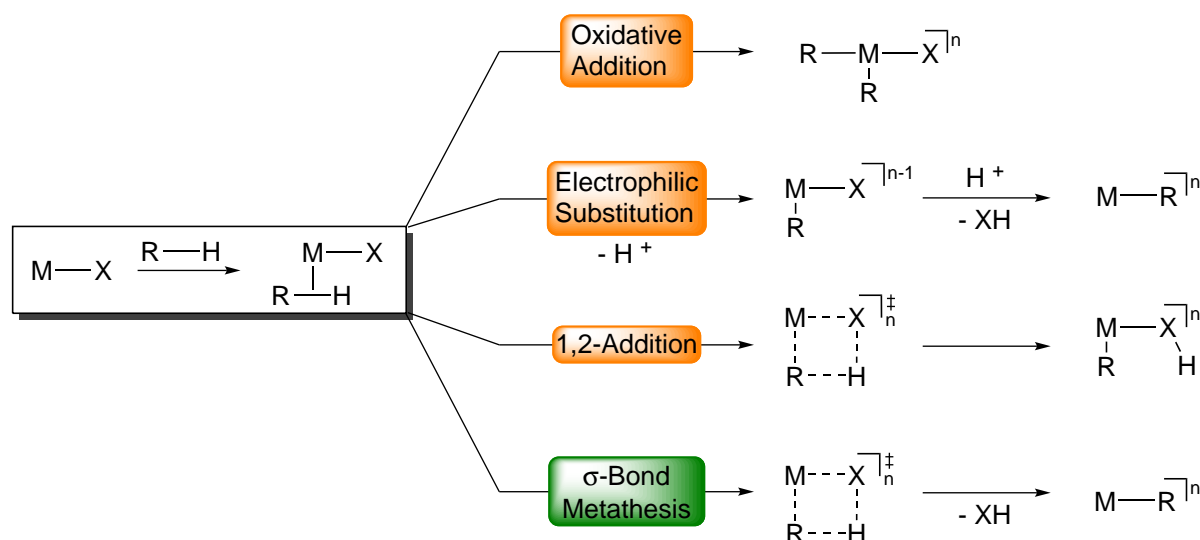 Oxidative
Addition
R M X n
R
Electrophilic
Substitution
- H +
M X n-1
R
H +
- XH
M R n
M X
R H
M X
R H
1,2-Addition
M X ‡ n
R H
M X n
R H
σ-Bond
Metathesis
M X ‡ n
R H
- XH
M R n